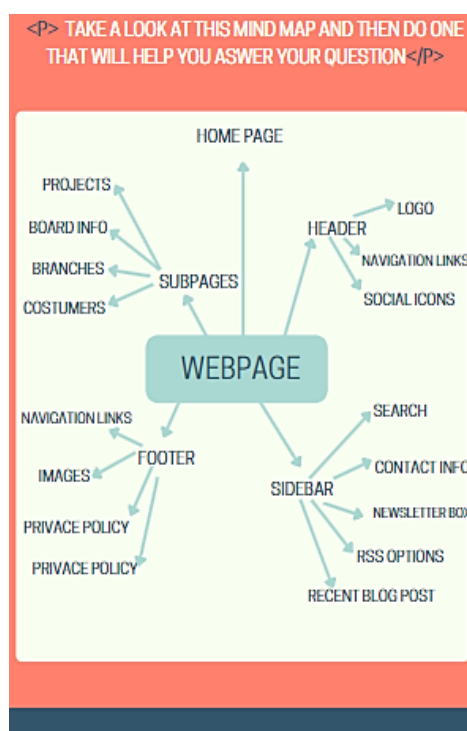 <P> TAKE A LOOK AT THIS MIND MAP AND THEN DO ONE
THAT WILL HELP YOU ASWER YOUR QUESTION</P>
HOME PAGE
PROJECTS
BOARD INFO
BRANCHES
COSTUMERS
SUBPAGES
HEADER
LOGO
NAVIGATION LINKS
SOCIAL ICONS
WEBPAGE
NAVIGATION LINKS
IMAGES
PRIVACE POLICY
PRIVACE POLICY
FOOTER
SIDEBAR
SEARCH
CONTACT INFO
NEWSLETTER BOX
RSS OPTIONS
RECENT BLOG POST